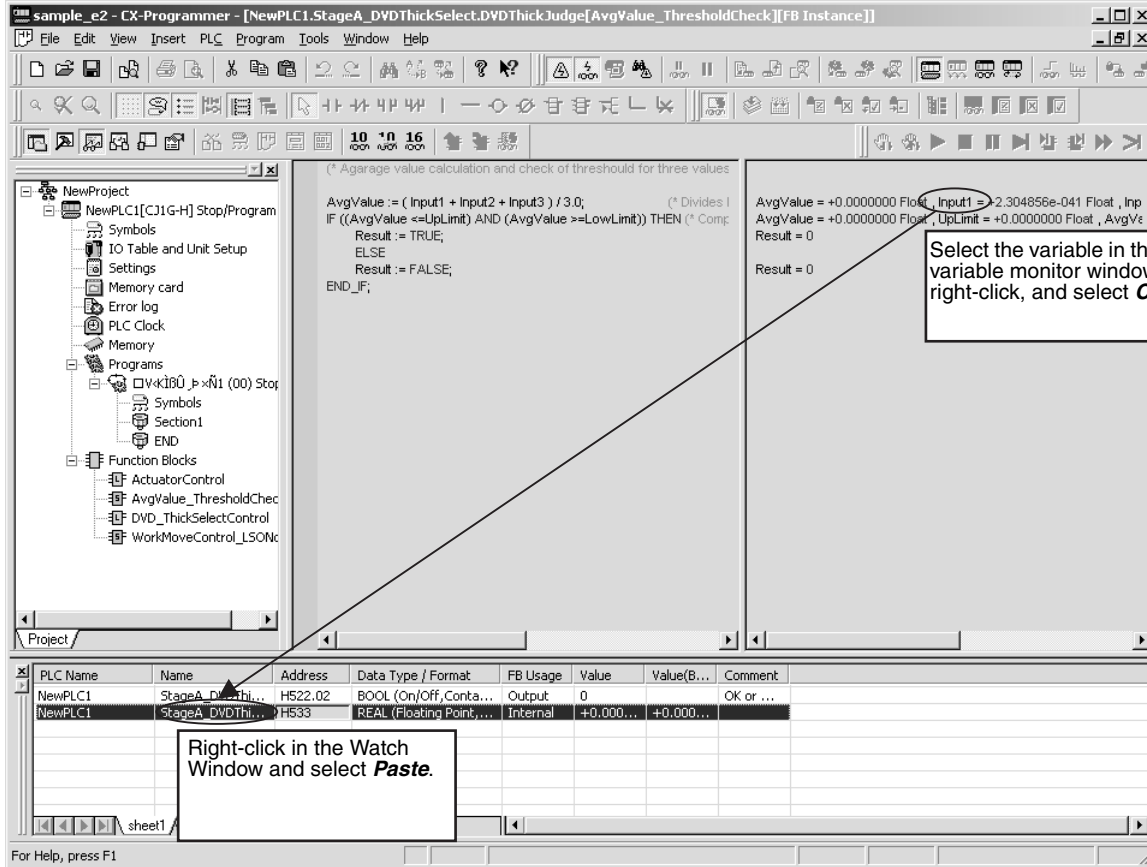 sample_e2 - CX-Programmer - [NewPLC1.StageA_DVDThickSelect.DVDThickJudge[AvgValue_ThresholdCheck][FB Instance]]
File Edit View Insert PLC Program Tools Window Help
10 10 16
NewProject
NewPLC1[CJ1G-H] Stop/Program
Symbols
IO Table and Unit Setup
Settings
Memory card
Error log
PLC Clock
Memory
Programs
(00) Stop
Symbols
Section1
END
Function Blocks
ActuatorControl
AvgValue_ThresholdChec
DVD_ThickSelectControl
WorkMoveControl_LSONo
Project
(* Agarage value calculation and check of threshould for three values
AvgValue := ( Input1 + Input2 + Input3 ) / 3.0; (* Divides
IF ((AvgValue <=UpLimit) AND (AvgValue >=LowLimit)) THEN (* Comp
Result := TRUE;
ELSE
Result := FALSE;
END_IF;
AvgValue = +0.0000000 Float , Input1 = +2.304856e-041 Float , Inp
AvgValue = +0.0000000 Float , UpLimit = +0.0000000 Float , AvgVa
Result = 0
Result = 0
Select the variable in th
variable monitor window
right-click, and select C
PLC Name Name Address Data Type / Format FB Usage Value Value(B... Comment
NewPLC1 StageA_DVDThi... H522.02 BOOL (On/Off,Conta... Output 0 OK or ...
NewPLC1 StageA_DVDThi... H533 REAL (Floating Point,... Internal +0.000... +0.000...
Right-click in the Watch
Window and select Paste.
sheet1
For Help, press F1